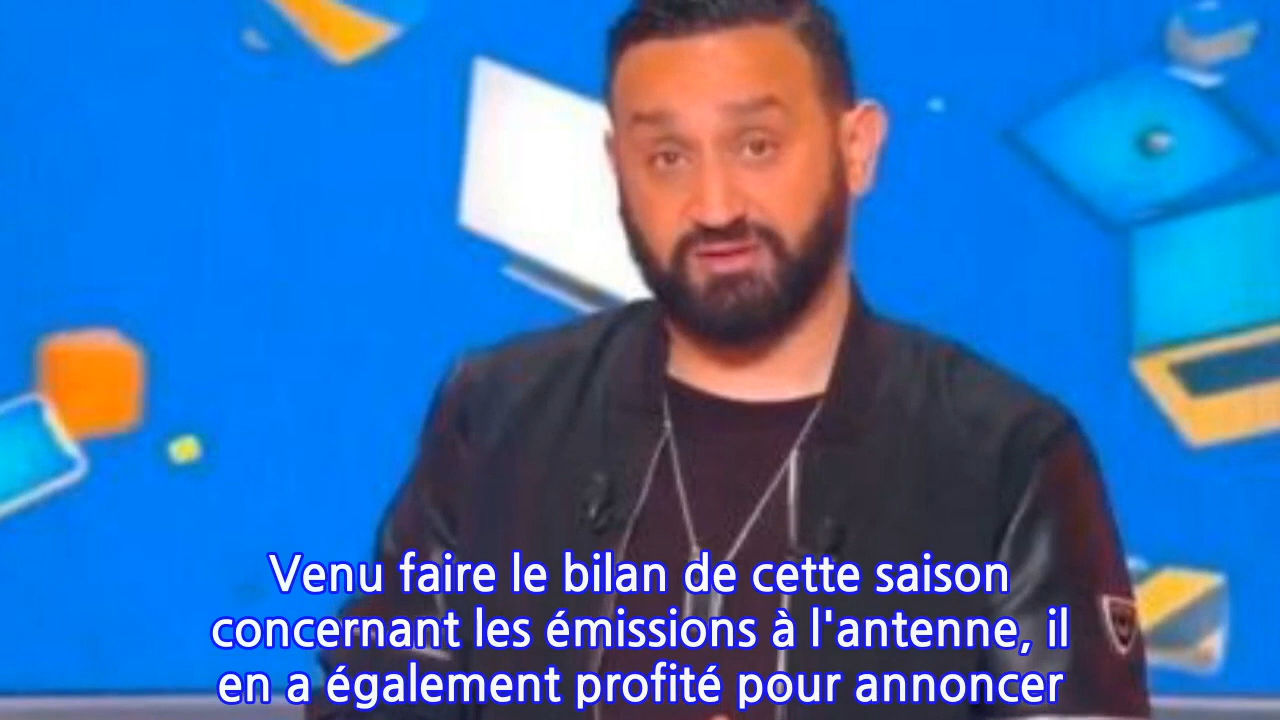 Venu faire le bilan de cette saison
concernant les émissions à l'antenne, il
en a également profité pour annoncer